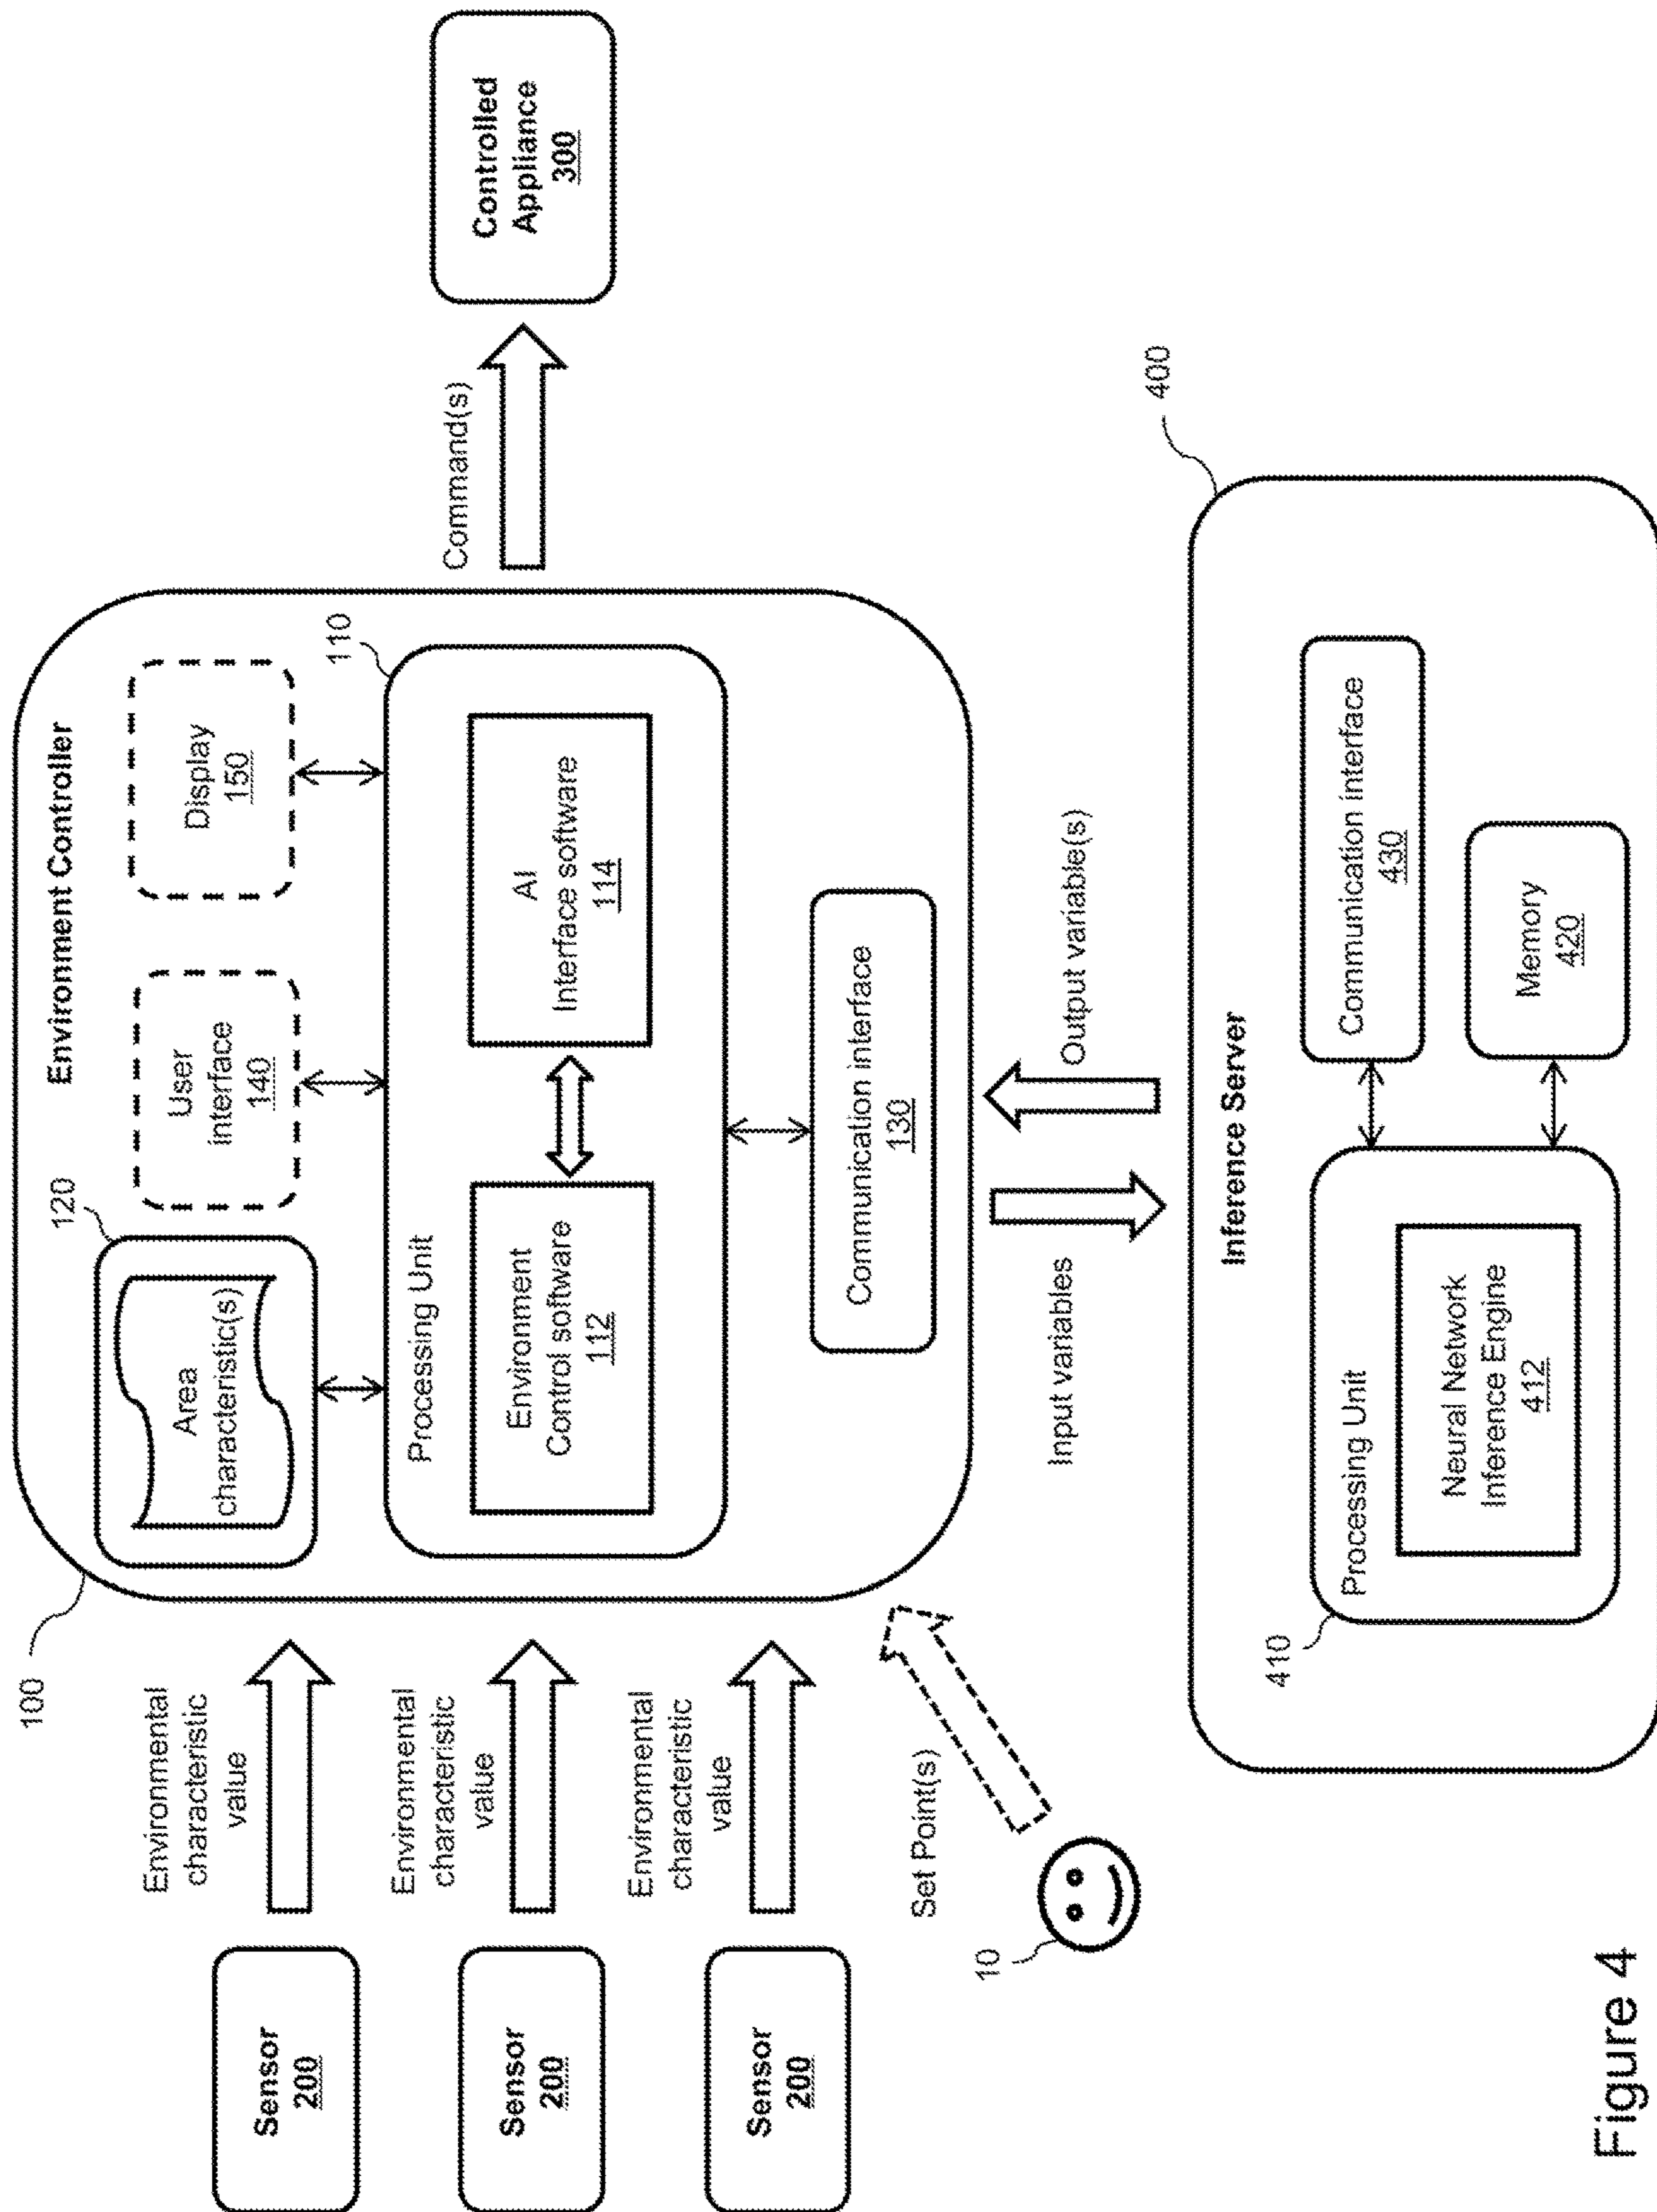 100
Environment Controller
120
Area
characteristic(s)
User
interface
140
Display
150
110
Processing Unit
Environment
Control software
112
AI
Interface software
114
Communication interface
130
Sensor
200
Environmental
characteristic
value
Sensor
200
Environmental
characteristic
value
Sensor
200
Environmental
characteristic
value
10
Set Point(s)
Command(s)
Controlled
Appliance
300
Input variables
Output variable(s)
400
Inference Server
410
Processing Unit
Neural Network
Inference Engine
412
Communication interface
430
Memory
420
Figure 4